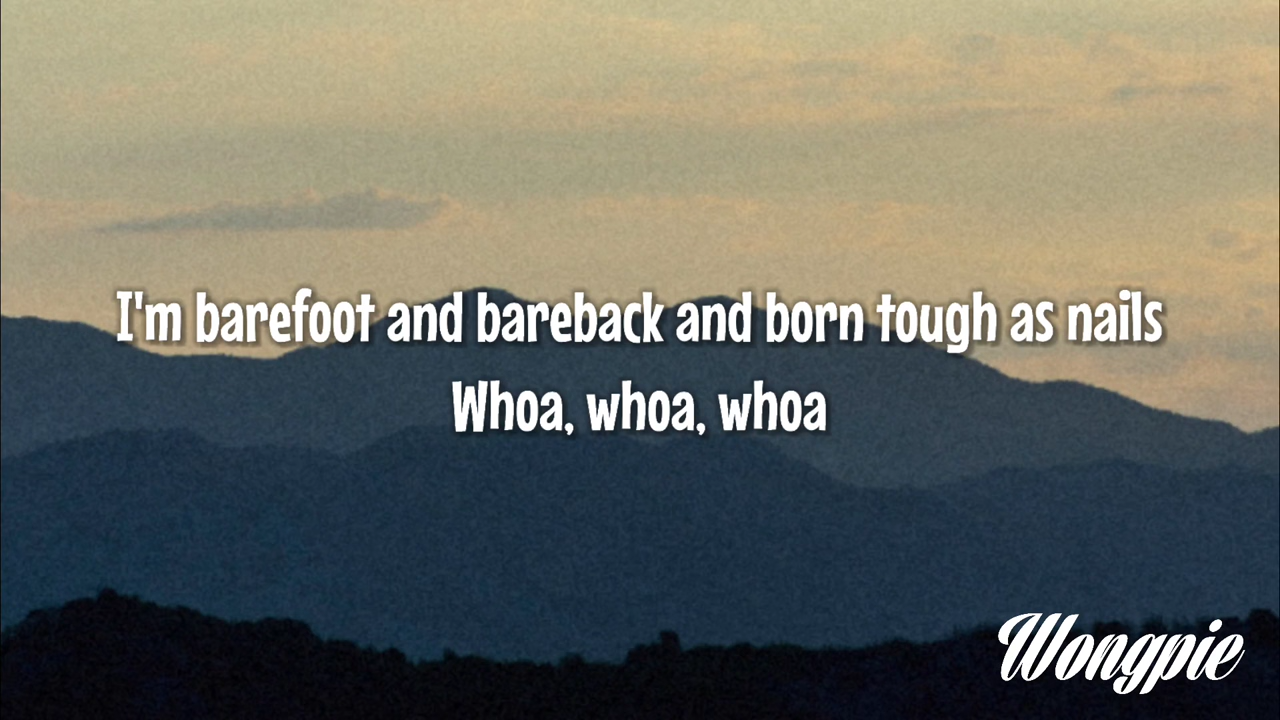 I'm barefoot and bareback and born tough as nails
Whoa, whoa, whoa
Wongpie